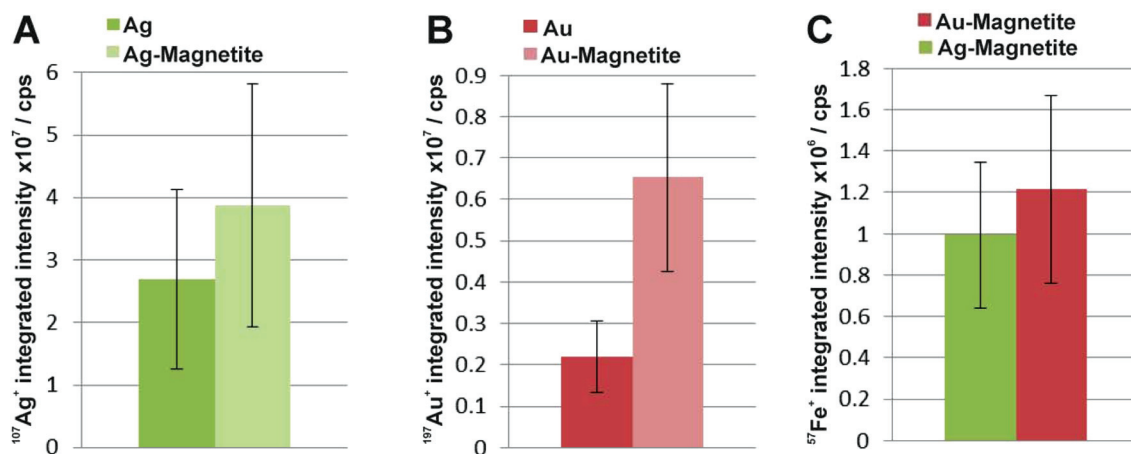 A
Ag
Ag-Magnetite
¹⁰⁷Ag⁺ integrated intensity x10⁷ / cps
6
5
4
3
2
1
0
B
Au
Au-Magnetite
¹⁹⁷Au⁺ integrated intensity x10⁷ / cps
0.9
0.8
0.7
0.6
0.5
0.4
0.3
0.2
0.1
0
C
Au-Magnetite
Ag-Magnetite
⁵⁷Fe⁺ integrated intensity x10⁶ / cps
1.8
1.6
1.4
1.2
1
0.8
0.6
0.4
0.2
0